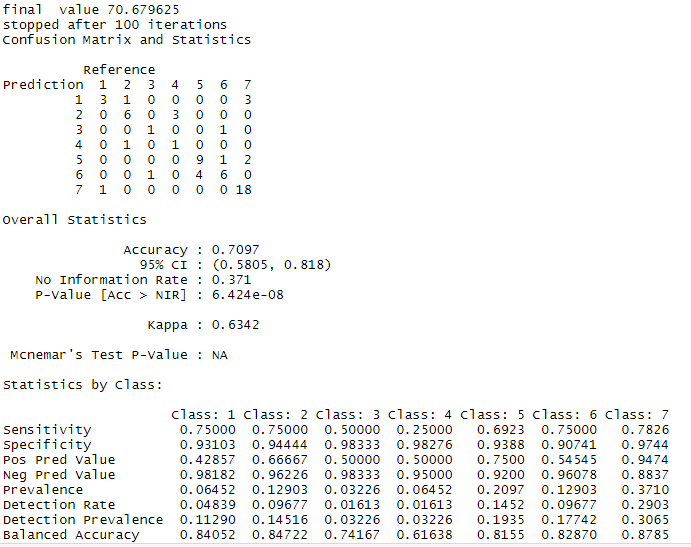 final  value 70.679625
stopped after 100 iterations
Confusion Matrix and Statistics

          Reference
Prediction  1  2  3  4  5  6  7
         1  3  1  0  0  0  0  3
         2  0  6  0  3  0  0  0
         3  0  0  1  0  0  1  0
         4  0  1  0  1  0  0  0
         5  0  0  0  0  9  1  2
         6  0  0  1  0  4  6  0
         7  1  0  0  0  0  0 18

Overall Statistics

               Accuracy : 0.7097
                 95% CI : (0.5805, 0.818)
    No Information Rate : 0.371
    P-Value [Acc > NIR] : 6.424e-08

                  Kappa : 0.6342

 Mcnemar's Test P-Value : NA

Statistics by Class:

                     Class: 1 Class: 2 Class: 3 Class: 4 Class: 5 Class: 6 Class: 7
Sensitivity           0.75000  0.75000  0.50000  0.25000   0.6923  0.75000   0.7826
Specificity           0.93103  0.94444  0.98333  0.98276   0.9388  0.90741   0.9744
Pos Pred Value        0.42857  0.66667  0.50000  0.50000   0.7500  0.54545   0.9474
Neg Pred Value        0.98182  0.96226  0.98333  0.95000   0.9200  0.96078   0.8837
Prevalence            0.06452  0.12903  0.03226  0.06452   0.2097  0.12903   0.3710
Detection Rate        0.04839  0.09677  0.01613  0.01613   0.1452  0.09677   0.2903
Detection Prevalence  0.11290  0.14516  0.03226  0.03226   0.1935  0.17742   0.3065
Balanced Accuracy     0.84052  0.84722  0.74167  0.61638   0.8155  0.82870   0.8785